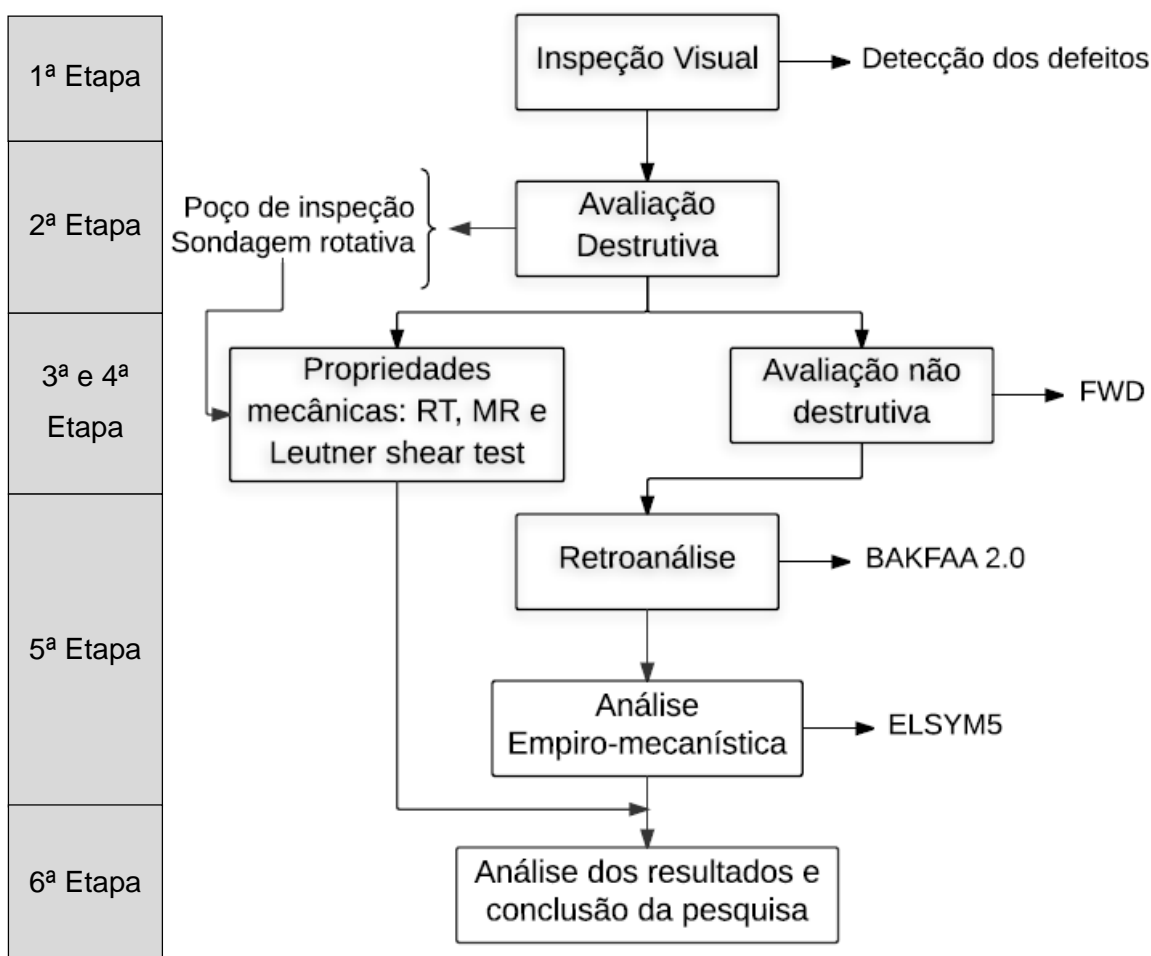 1ª Etapa
Inspeção Visual
Detecção dos defeitos
2ª Etapa
Poço de inspeção
Sondagem rotativa
Avaliação
Destrutiva
3ª e 4ª
Etapa
Propriedades
mecânicas: RT, MR e
Leutner shear test
Avaliação não
destrutiva
FWD
5ª Etapa
Retroanálise
BAKFAA 2.0
Análise
Empiro-mecanística
ELSYM5
6ª Etapa
Análise dos resultados e
conclusão da pesquisa